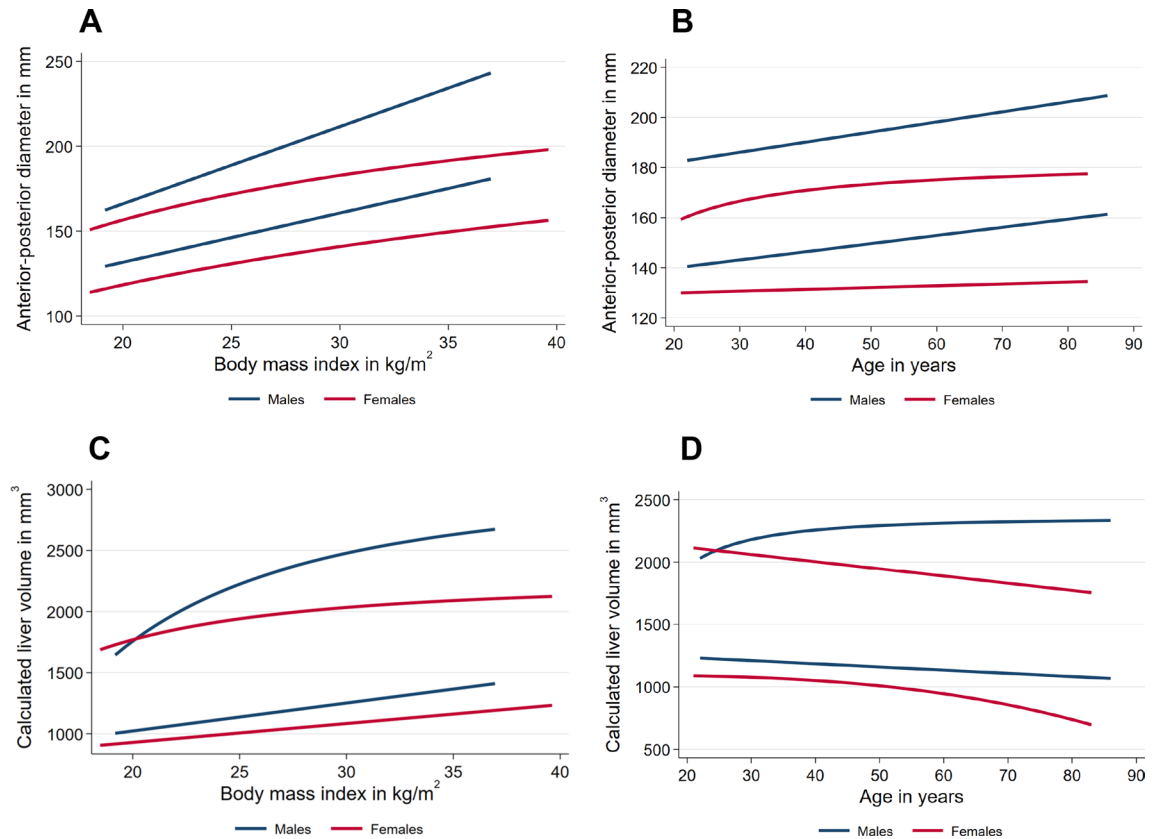 A
Anterior-posterior diameter in mm
250
200
150
100
20 25 30 35 40
Body mass index in kg/m²
Males Females
B
Anterior-posterior diameter in mm
220
200
180
160
140
120
20 30 40 50 60 70 80 90
Age in years
Males Females
C
Calculated liver volume in mm³
3000
2500
2000
1500
1000
20 25 30 35 40
Body mass index in kg/m²
Males Females
D
Calculated liver volume in mm³
2500
2000
1500
1000
500
20 30 40 50 60 70 80 90
Age in years
Males Females